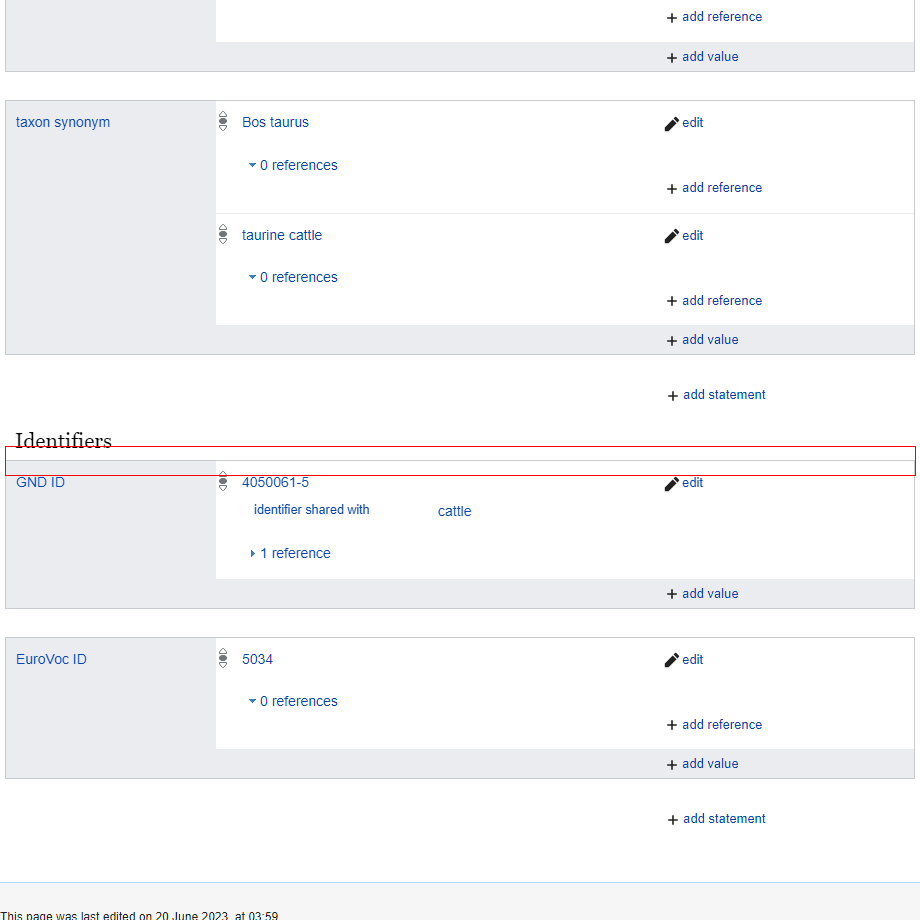 add reference
add value
taxon synonym
Bos taurus
edit
0 references
add reference
taurine cattle
edit
0 references
add reference
add value
add statement
Identifiers
GND ID
4050061-5
edit
identifier shared with
cattle
1 reference
add value
EuroVoc ID
5034
edit
0 references
add reference
add value
add statement
This page was last edited on 20 June 2023, at 03:59